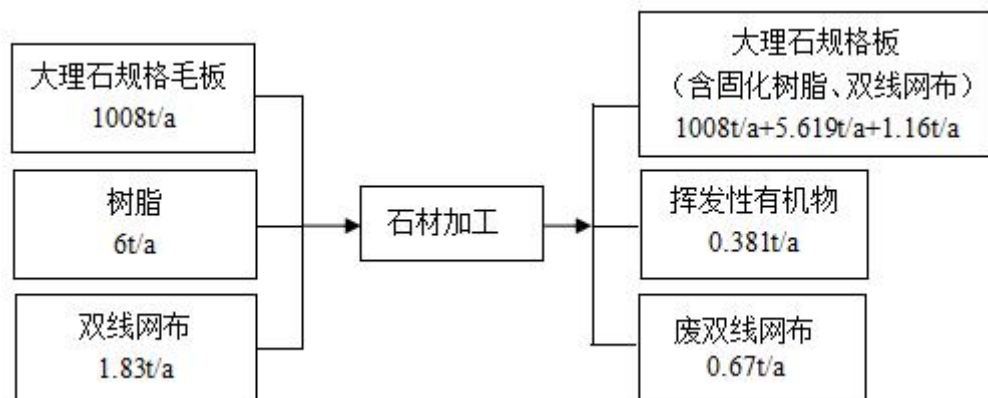 大理石规格毛板
1008t/a
树脂
6t/a
双线网布
1.83t/a
石材加工
大理石规格板
（含固化树脂、双线网布）
1008t/a+5.619t/a+1.16t/a
挥发性有机物
0.381t/a
废双线网布
0.67t/a